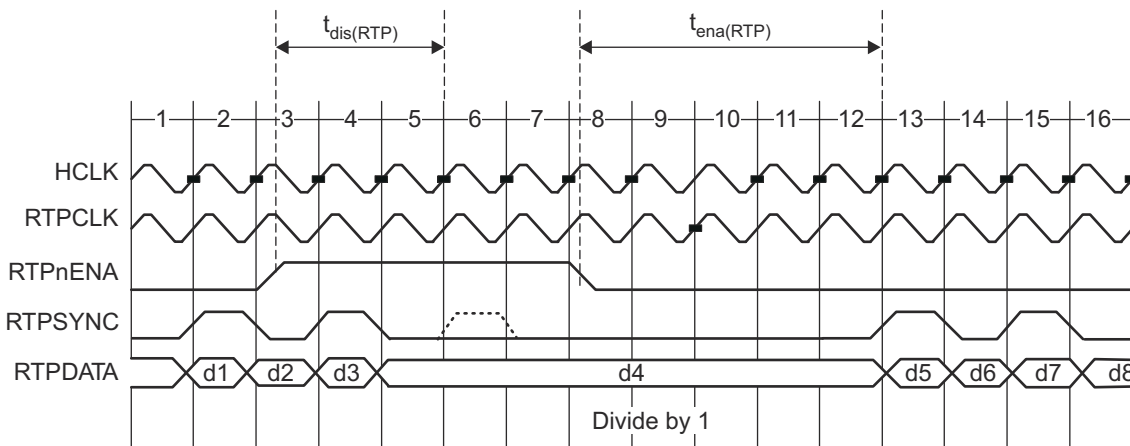 tdis(RTP) tena(RTP)
1 2 3 4 5 6 7 8 9 10 11 12 13 14 15 16
HCLK
RTPCLK
RTPnENA
RTPSYNC
RTPDATA d1 d2 d3 d4 d5 d6 d7 d8
Divide by 1